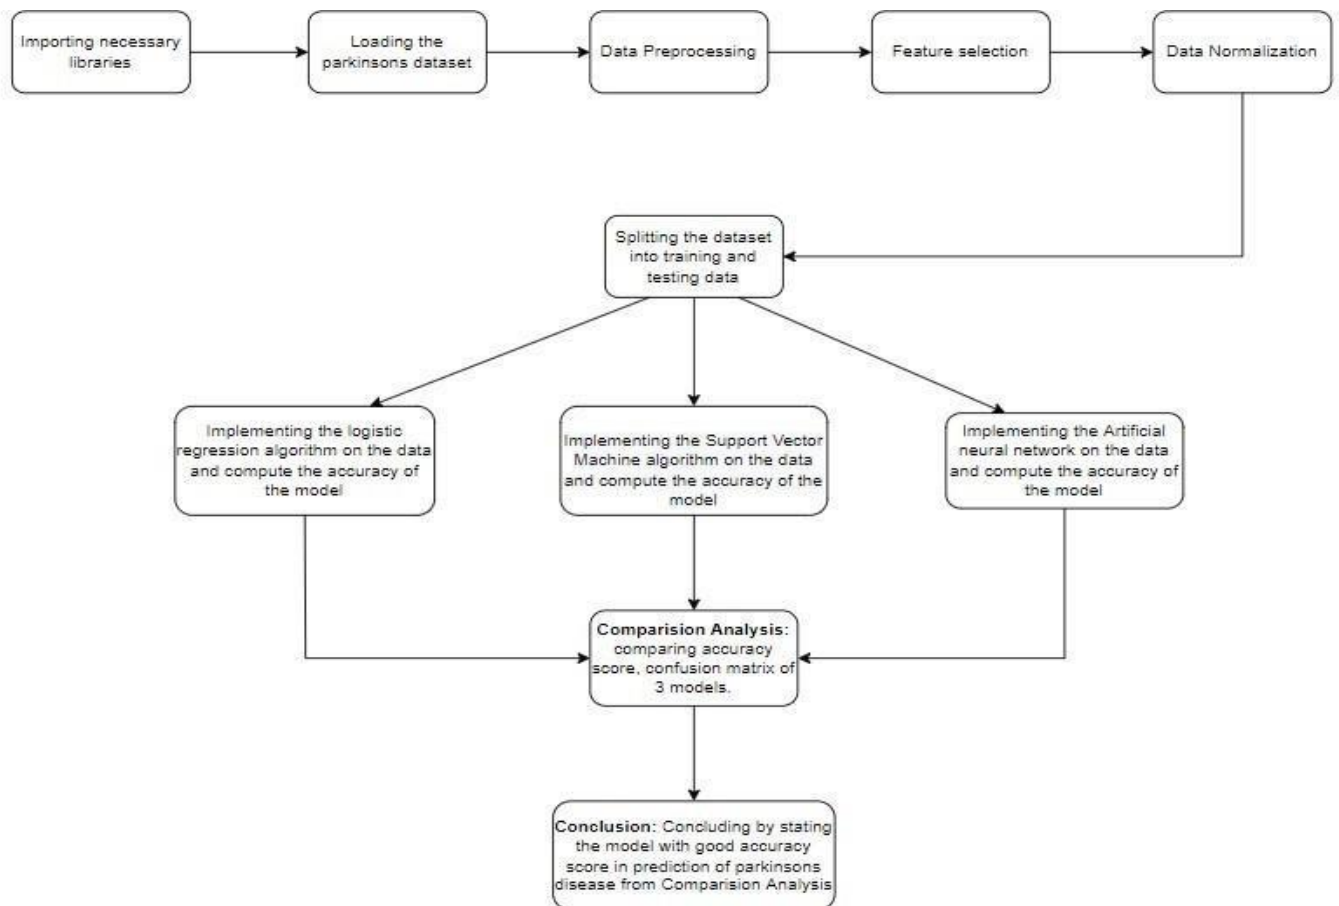 Importing necessary
libraries
Loading the
parkinsons dataset
Data Preprocessing
Feature selection
Data Normalization
Splitting the dataset
into training and
testing data
Implementing the logistic
regression algorithm on the data
and compute the accuracy of
the model
Implementing the Support Vector
Machine algorithm on the data
and compute the accuracy of the
model
Implementing the Artificial
neural network on the data
and compute the accuracy of
the model
Comparision Analysis:
comparing accuracy
score, confusion matrix of
3 models.
Conclusion: Concluding by stating
the model with good accuracy
score in prediction of parkinsons
disease from Comparision Analysis